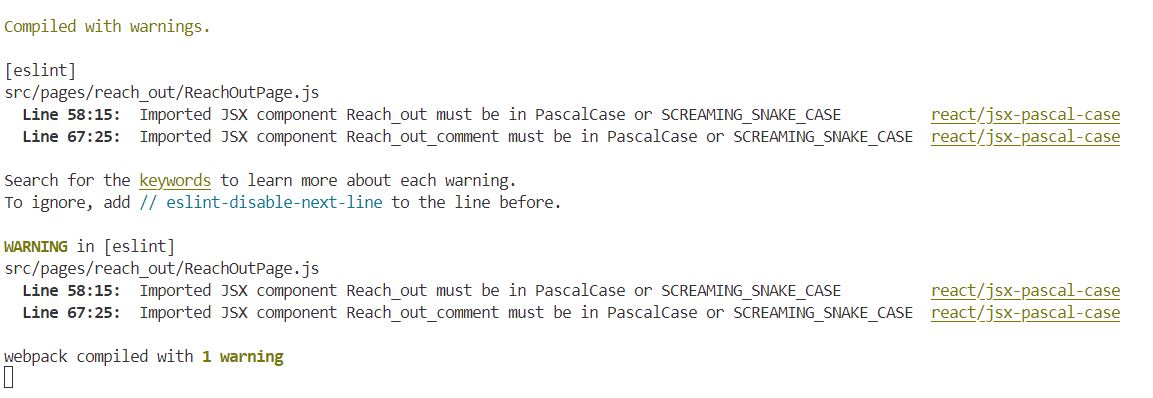 Compiled with warnings.
[eslint]
src/pages/reach_out/ReachOutPage.js
Line 58:15: Imported JSX component Reach_out must be in PascalCase or SCREAMING_SNAKE_CASE react/jsx-pascal-case
Line 67:25: Imported JSX component Reach_out_comment must be in PascalCase or SCREAMING_SNAKE_CASE react/jsx-pascal-case
Search for the keywords to learn more about each warning.
To ignore, add // eslint-disable-next-line to the line before.
WARNING in [eslint]
src/pages/reach_out/ReachOutPage.js
Line 58:15: Imported JSX component Reach_out must be in PascalCase or SCREAMING_SNAKE_CASE react/jsx-pascal-case
Line 67:25: Imported JSX component Reach_out_comment must be in PascalCase or SCREAMING_SNAKE_CASE react/jsx-pascal-case
webpack compiled with 1 warning